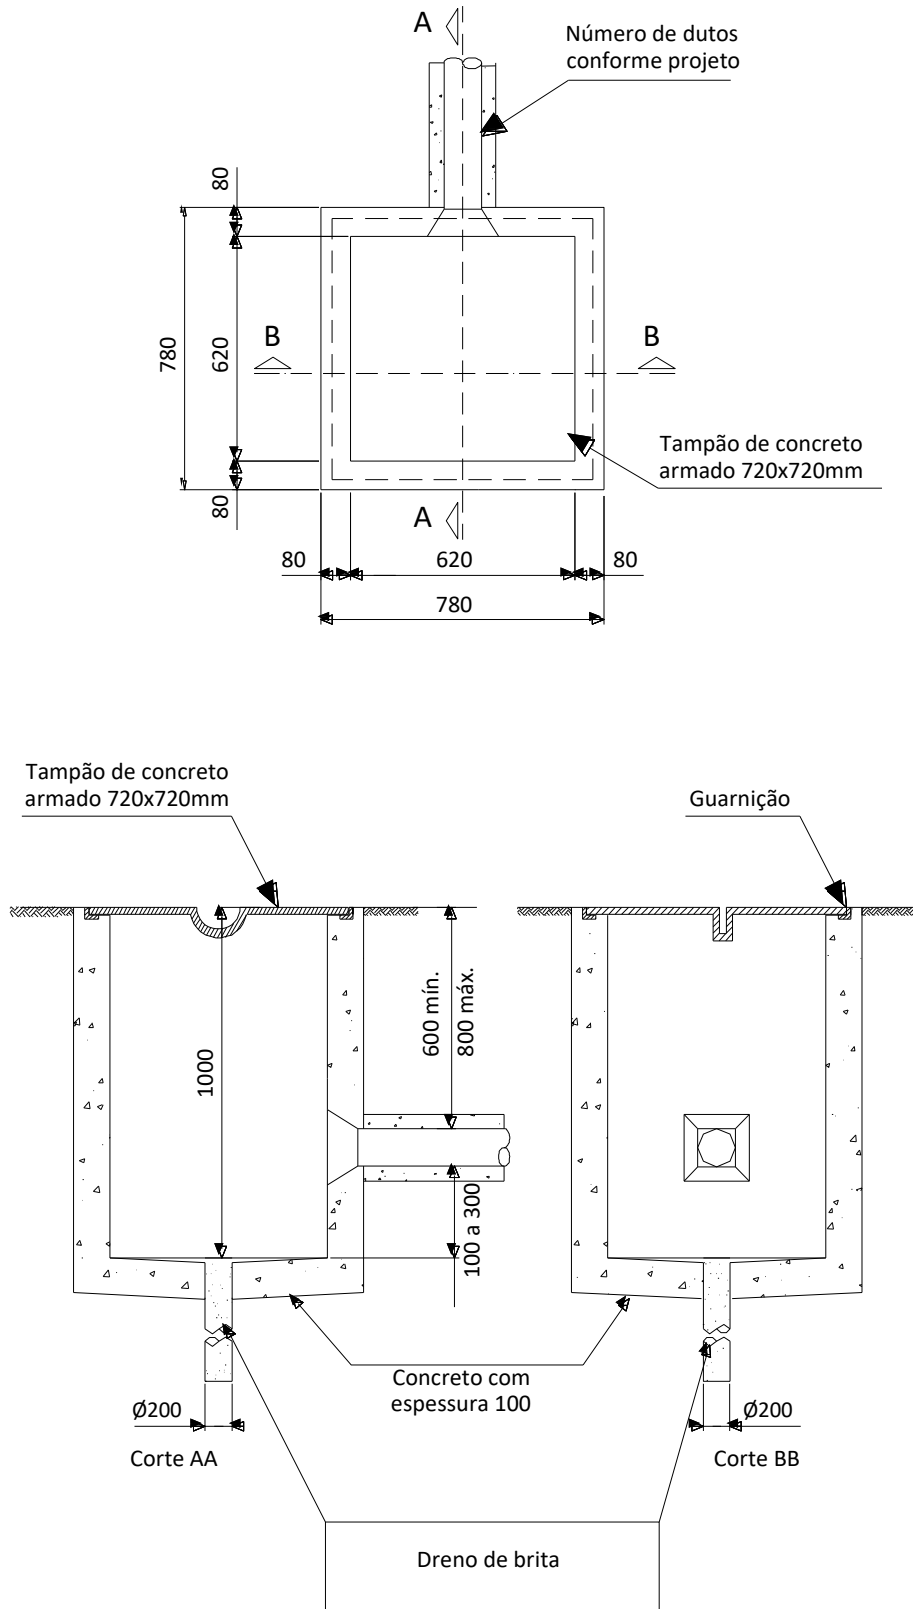 A
Número de dutos
conforme projeto
80
780
620
B
B
Tampão de concreto
armado 720x720mm
80
A
80
620
80
780
Tampão de concreto
armado 720x720mm
Guarnição
600 mín.
800 máx.
1000
100 a 300
Concreto com
espessura 100
Ø200
Ø200
Corte AA
Corte BB
Dreno de brita